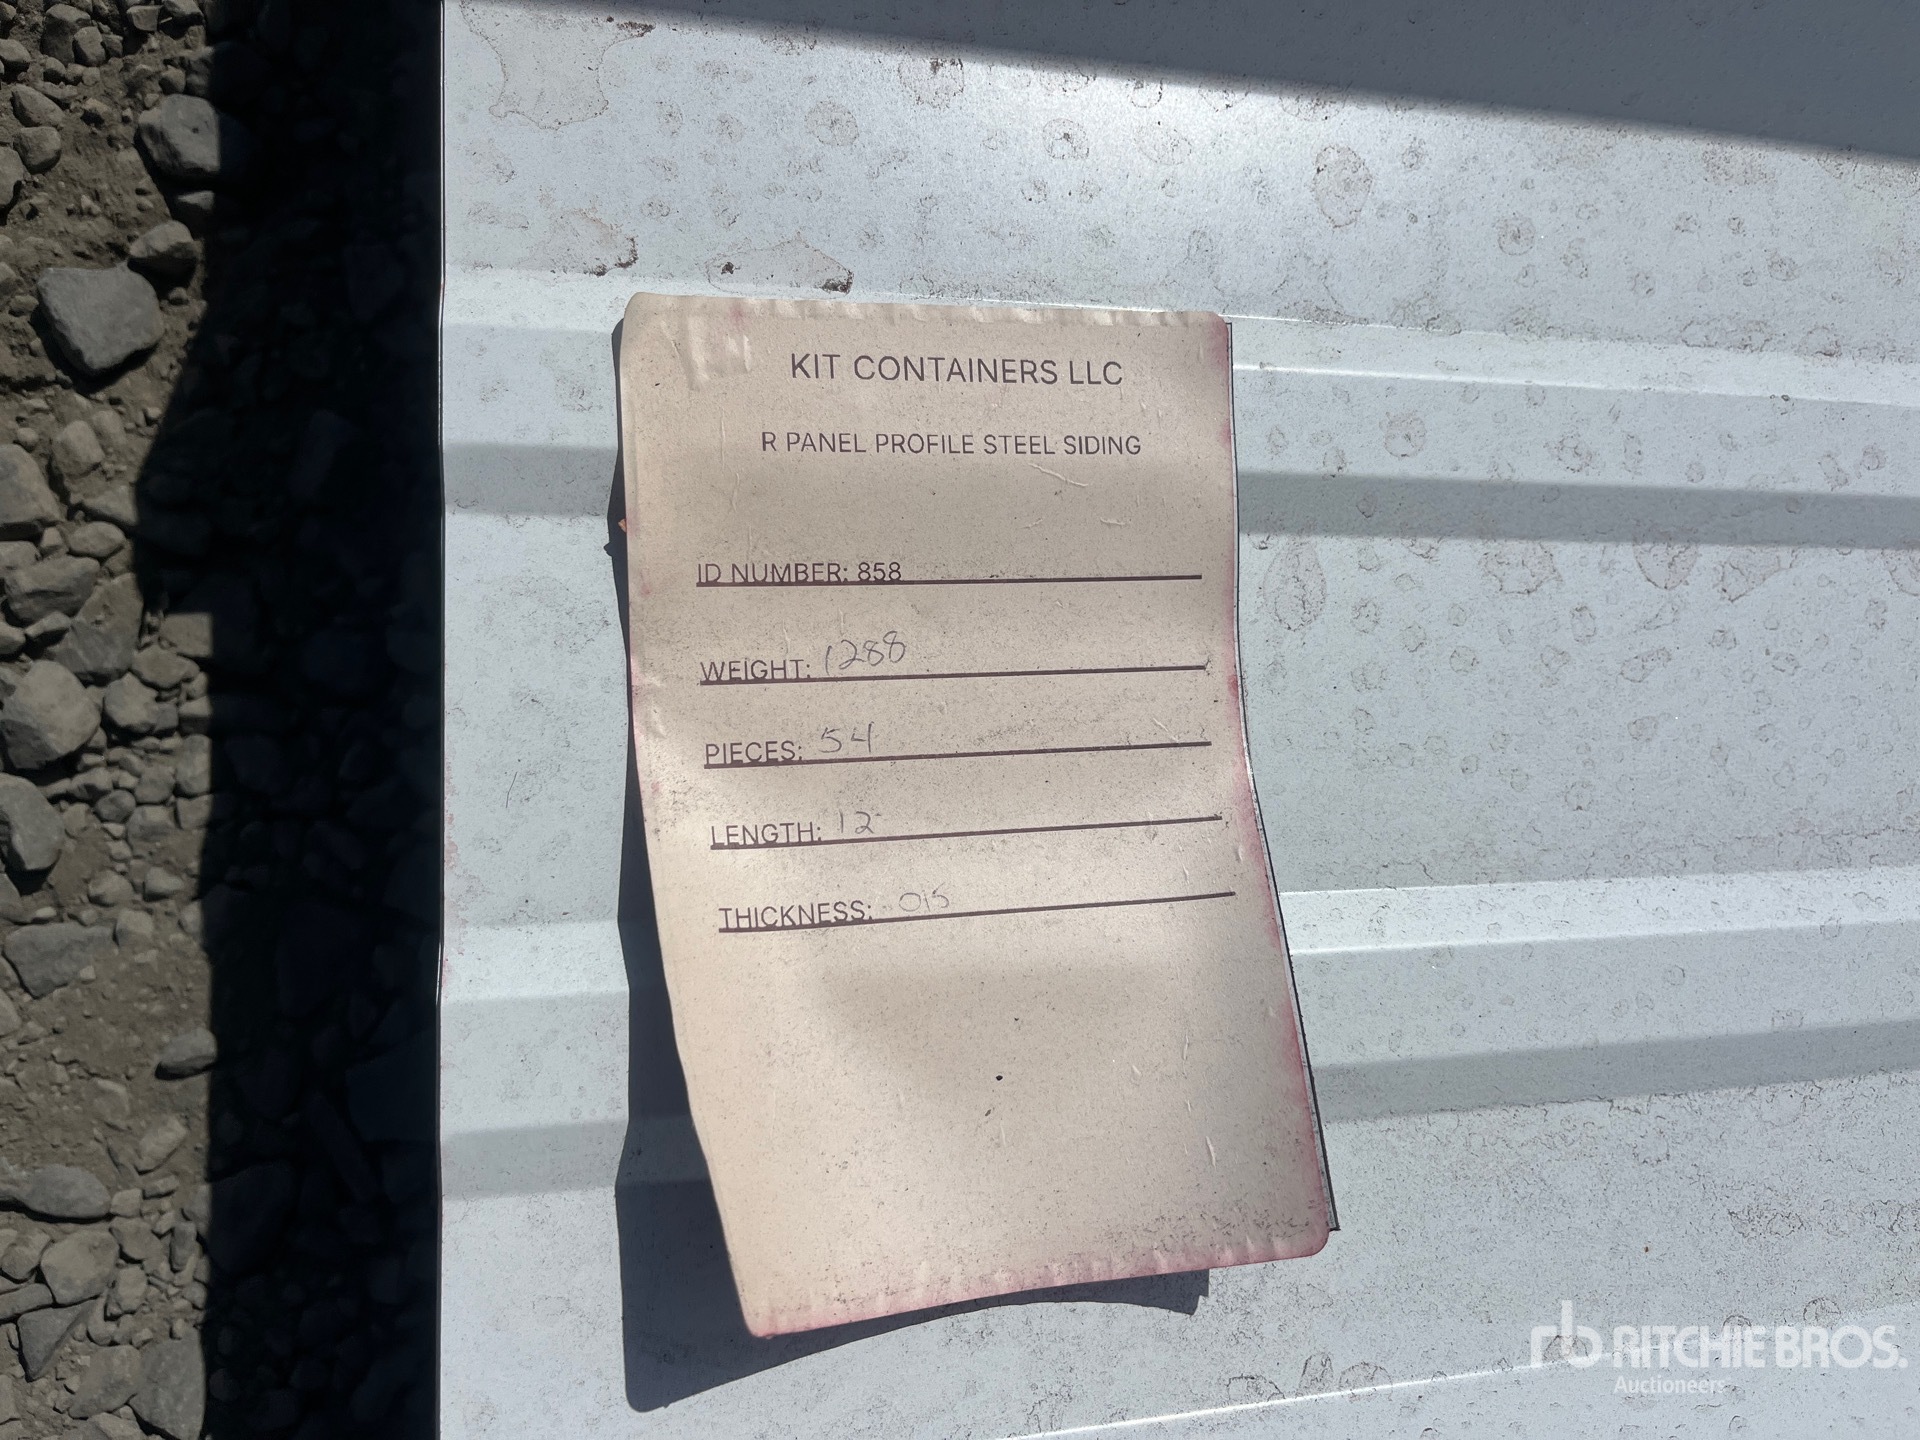 KIT CONTAINERS LLC
R PANEL PROFILE STEEL SIDING
ID NUMBER: 858
WEIGHT: 1288
PIECES: 54
LENGTH: 12
THICKNESS: .015
rb RITCHIE BROS.
Auctioneers